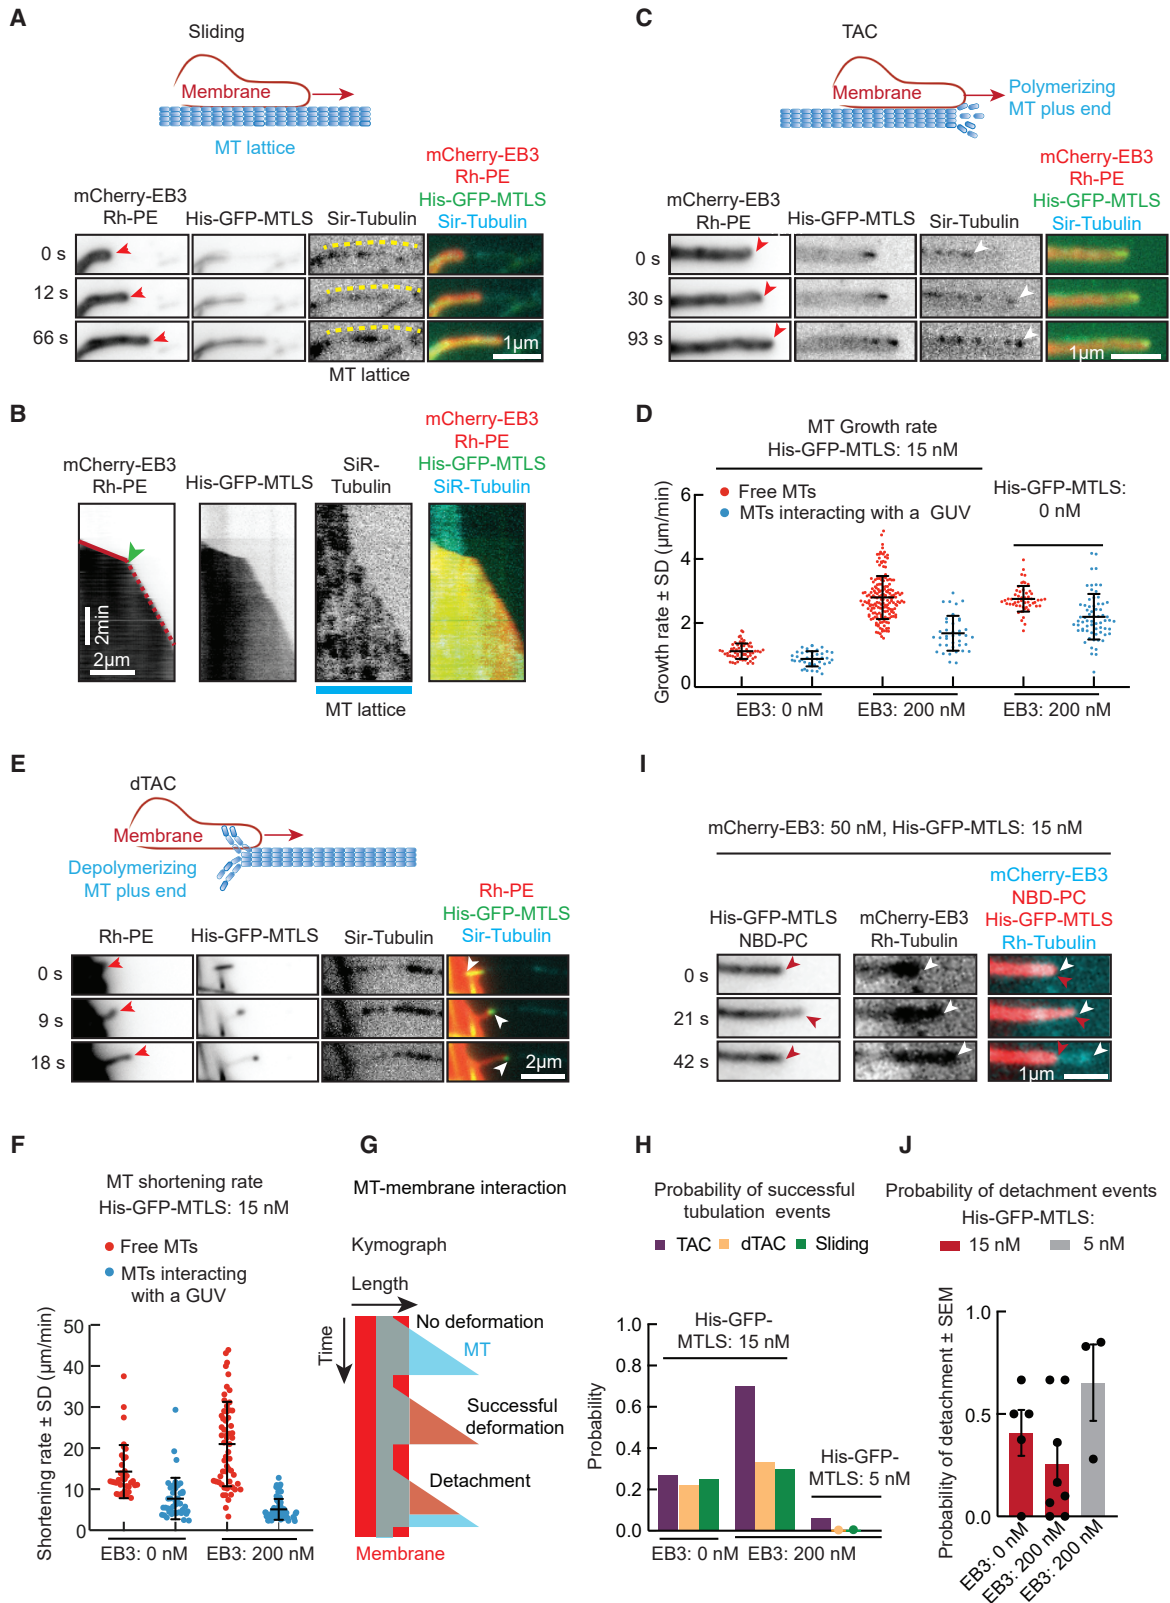 A
Sliding
Membrane
MT lattice
mCherry-EB3
Rh-PE
His-GFP-MTLS
Sir-Tubulin
mCherry-EB3
Rh-PE
His-GFP-MTLS
Sir-Tubulin
0 s
12 s
66 s
1µm
MT lattice
C
TAC
Membrane
Polymerizing
MT plus end
mCherry-EB3
Rh-PE
His-GFP-MTLS
Sir-Tubulin
mCherry-EB3
Rh-PE
His-GFP-MTLS
Sir-Tubulin
0 s
30 s
93 s
1µm
B
mCherry-EB3
Rh-PE
His-GFP-MTLS
SiR-
Tubulin
mCherry-EB3
Rh-PE
His-GFP-MTLS
SiR-Tubulin
2min
2µm
MT lattice
D
MT Growth rate
His-GFP-MTLS: 15 nM
His-GFP-MTLS:
0 nM
Free MTs
MTs interacting with a GUV
Growth rate ± SD (µm/min)
6
4
2
0
EB3: 0 nM
EB3: 200 nM
EB3: 200 nM
E
dTAC
Membrane
Depolymerizing
MT plus end
Rh-PE
His-GFP-MTLS
Sir-Tubulin
Rh-PE
His-GFP-MTLS
Sir-Tubulin
0 s
9 s
18 s
2µm
I
mCherry-EB3: 50 nM, His-GFP-MTLS: 15 nM
His-GFP-MTLS
NBD-PC
mCherry-EB3
Rh-Tubulin
mCherry-EB3
NBD-PC
His-GFP-MTLS
Rh-Tubulin
0 s
21 s
42 s
1µm
F
MT shortening rate
His-GFP-MTLS: 15 nM
Free MTs
MTs interacting
with a GUV
Shortening rate ± SD (µm/min)
50
40
30
20
10
0
EB3: 0 nM
EB3: 200 nM
G
MT-membrane interaction
Kymograph
Length
Time
No deformation
MT
Successful
deformation
Detachment
Membrane
H
Probability of successful
tubulation events
TAC
dTAC
Sliding
His-GFP-
MTLS: 15 nM
His-GFP-
MTLS: 5 nM
Probability
1.0
0.8
0.6
0.4
0.2
0.0
EB3: 0 nM
EB3: 200 nM
J
Probability of detachment events
His-GFP-MTLS:
15 nM
5 nM
Probability of detachment ± SEM
1.0
0.5
0.0
EB3: 0 nM
EB3: 200 nM
EB3: 200 nM